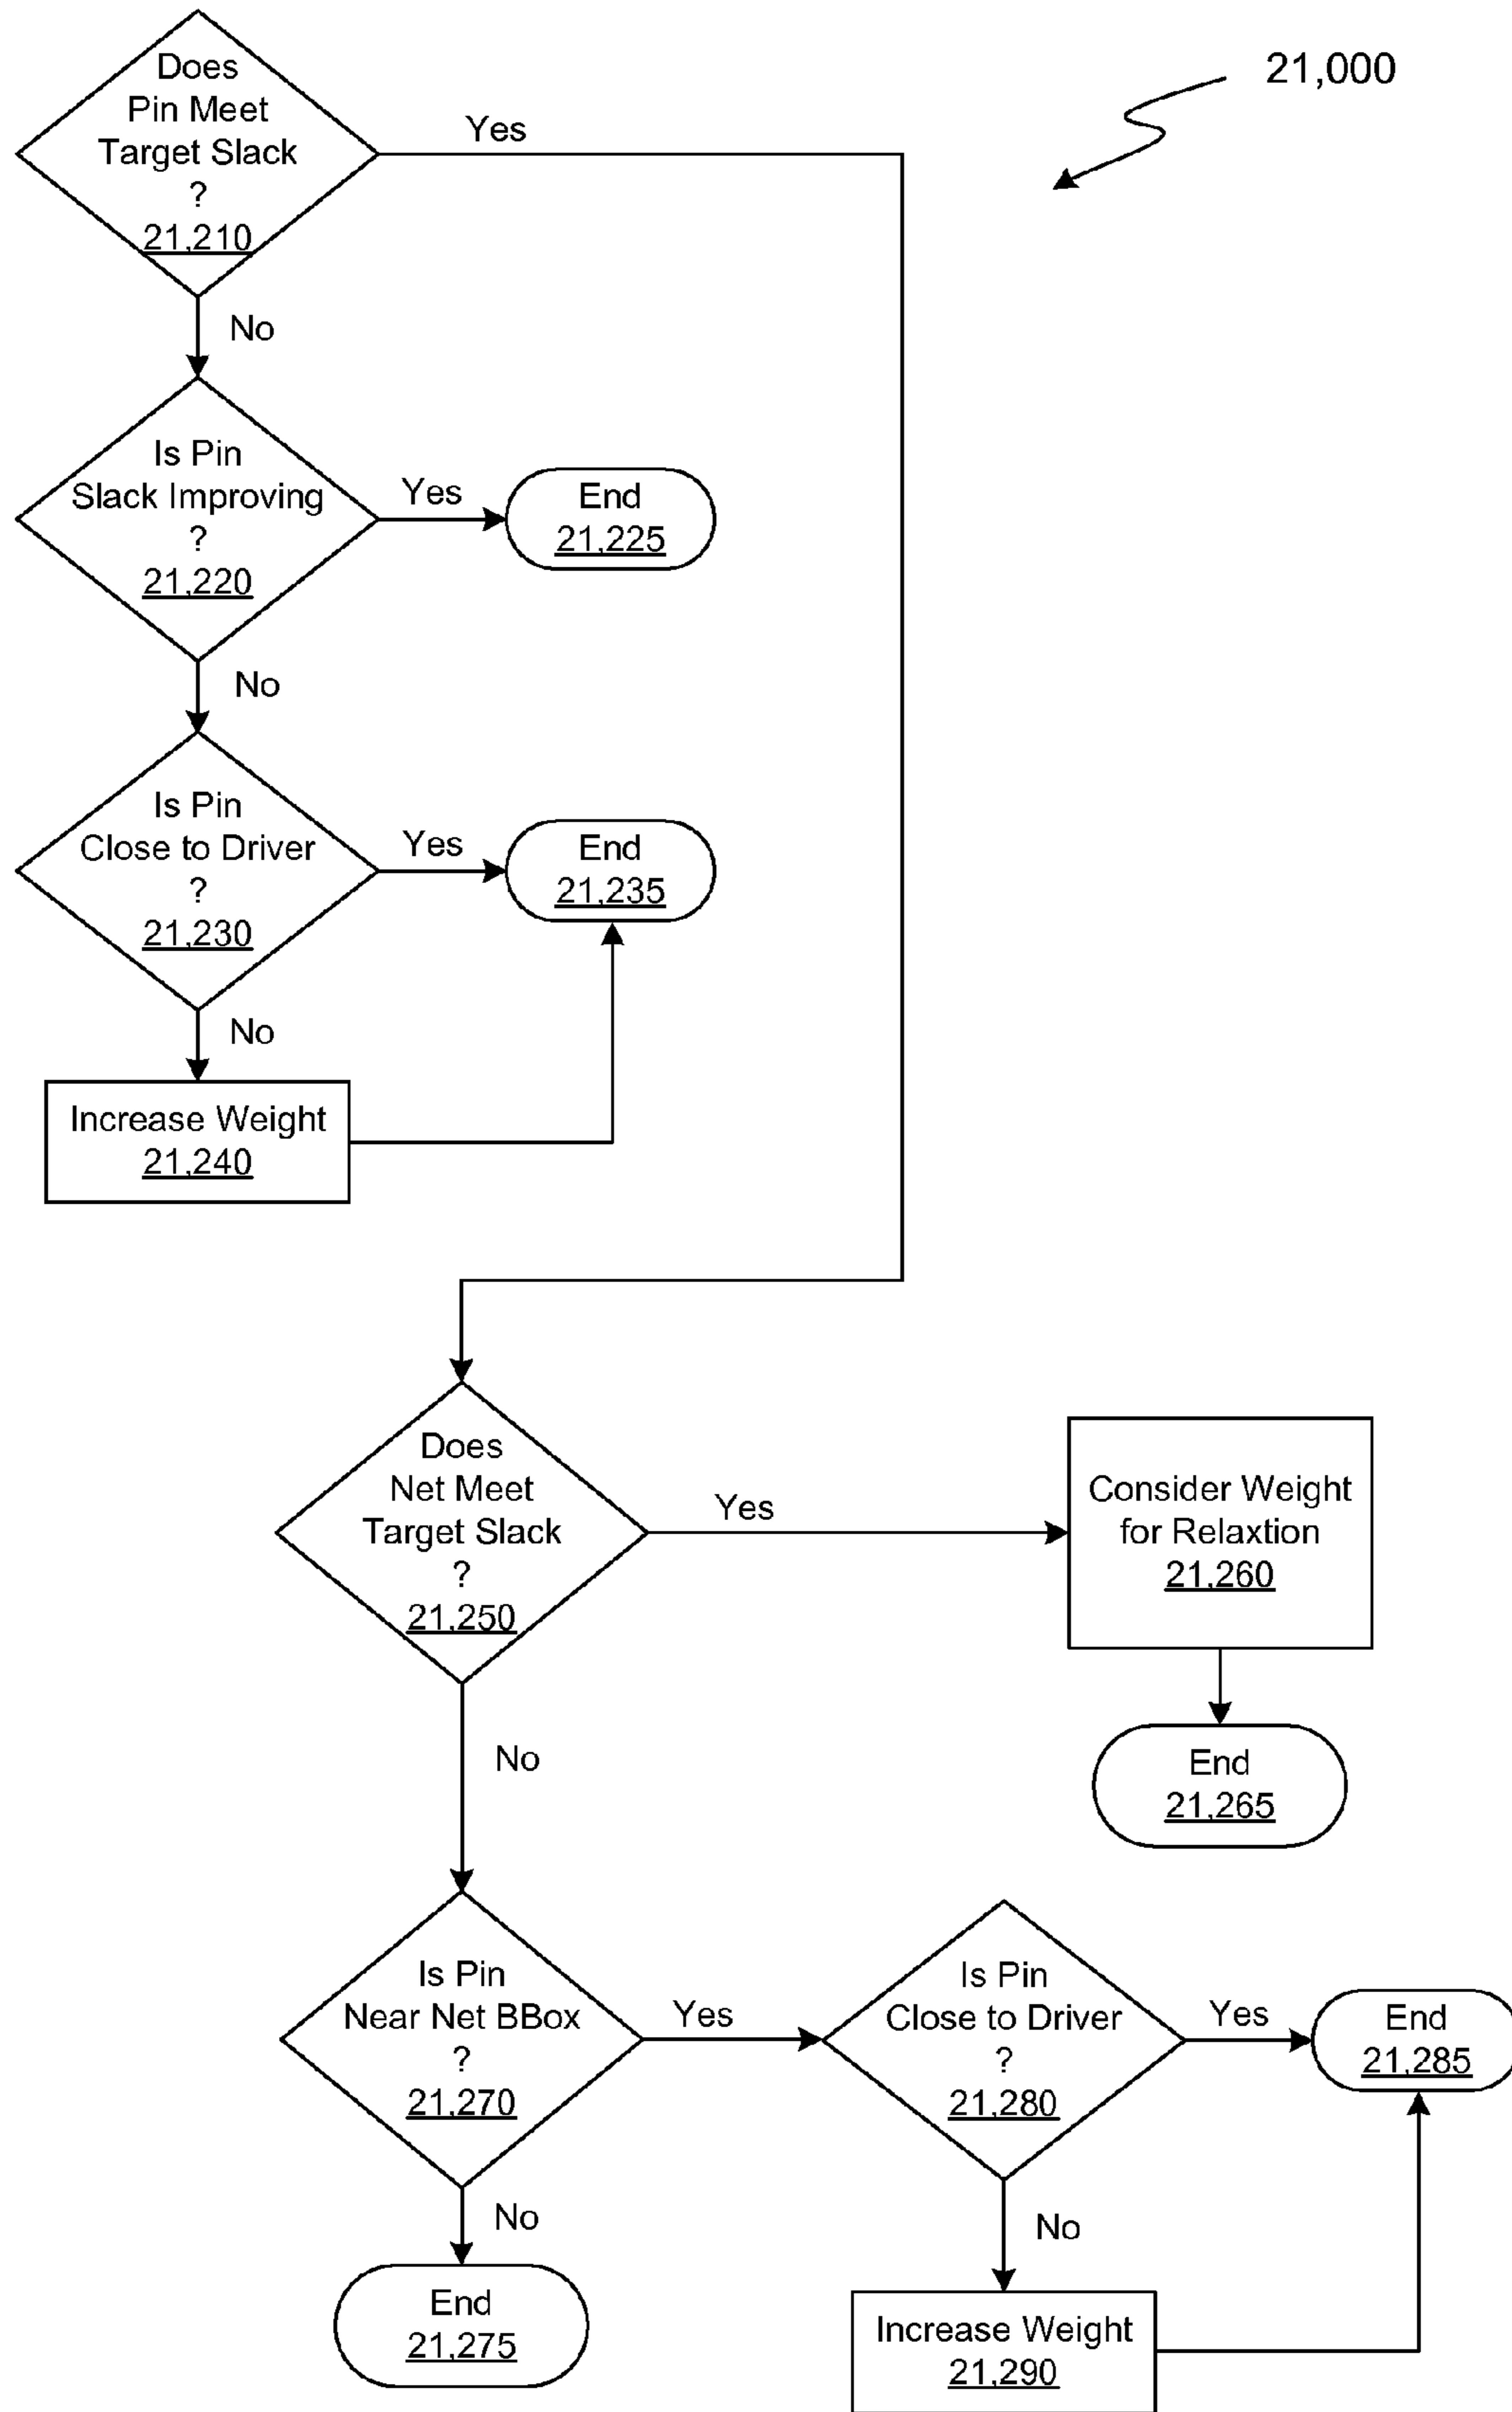 21,000
Does
Pin Meet
Target Slack
?
21,210
Yes
No
Is Pin
Slack Improving
?
21,220
Yes
End
21,225
No
Is Pin
Close to Driver
?
21,230
Yes
End
21,235
No
Increase Weight
21,240
Does
Net Meet
Target Slack
?
21,250
Yes
Consider Weight
for Relaxtion
21,260
End
21,265
No
Is Pin
Near Net BBox
?
21,270
Yes
Is Pin
Close to Driver
?
21,280
Yes
End
21,285
No
End
21,275
No
Increase Weight
21,290